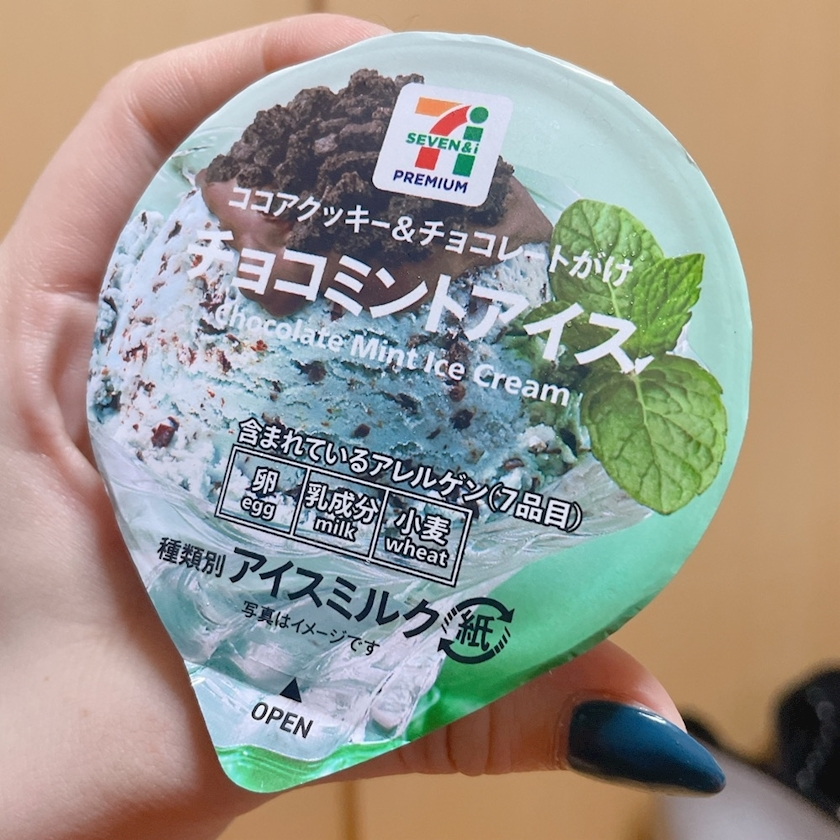 SEVEN&i
PREMIUM
ココアクッキー&チョコレートがけ
チョコミントアイス
Chocolate Mint Ice Cream
含まれているアレルゲン(7品目)
卵 乳成分 小麦
egg milk wheat
種類別 アイスミルク 紙
写真はイメージです
OPEN